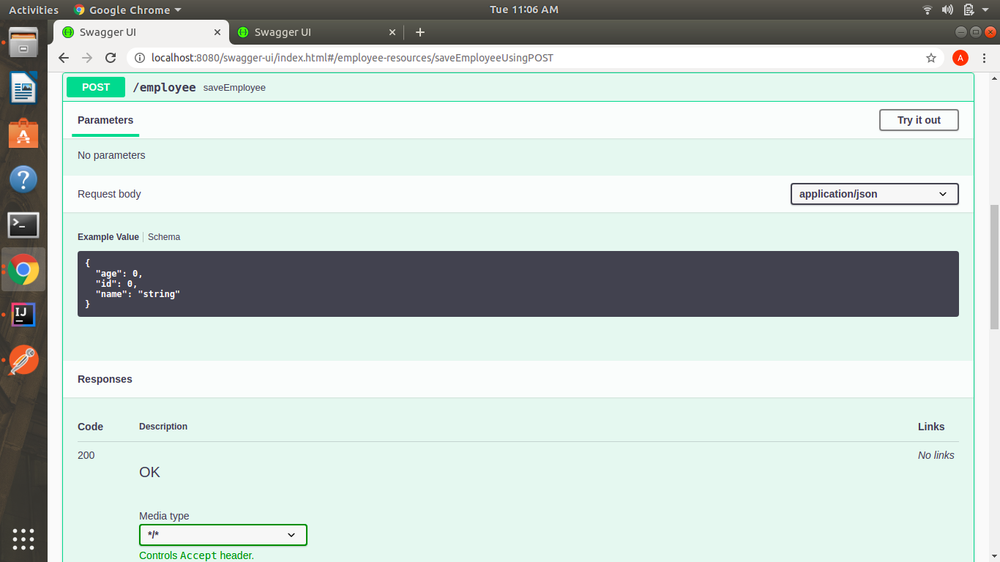 Activities Google Chrome Tue 11:06 AM
Swagger UI Swagger UI
localhost:8080/swagger-ui/index.html#/employee-resources/saveEmployeeUsingPOST A
POST /employee saveEmployee
Parameters Try it out
No parameters
Request body application/json
Example Value Schema
{
"age": 0,
"id": 0,
"name": "string"
}
Responses
Code Description Links
200 No links
OK
Media type
*/*
Controls Accept header.
IJ